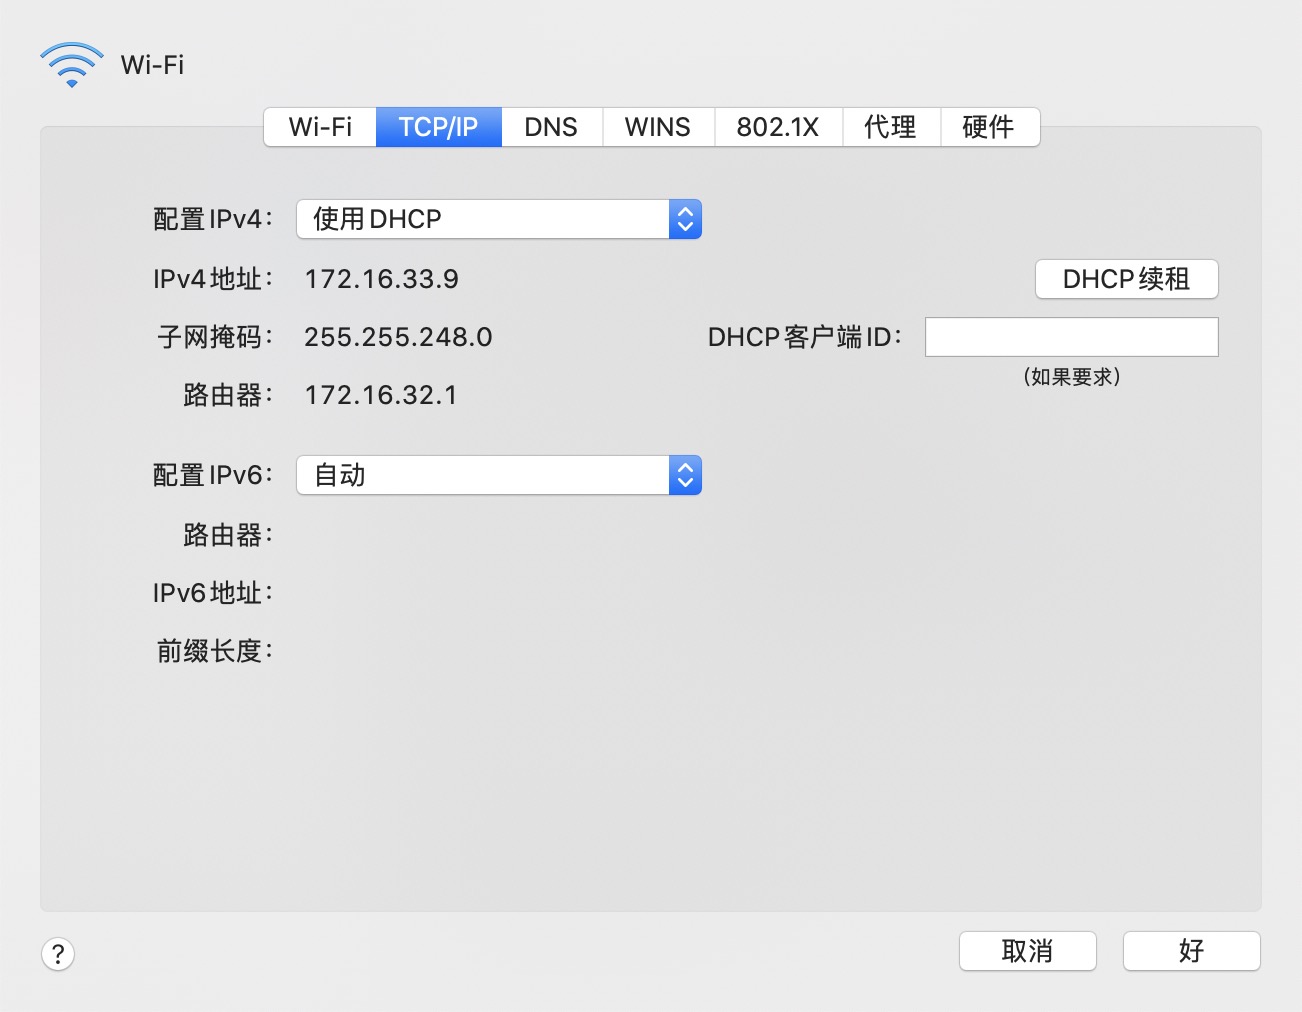 Wi-Fi
Wi-Fi TCP/IP DNS WINS 802.1X 代理 硬件
配置IPv4： 使用DHCP
IPv4地址： 172.16.33.9 DHCP续租
子网掩码： 255.255.248.0 DHCP客户端ID：
（如果要求）
路由器： 172.16.32.1
配置IPv6： 自动
路由器：
IPv6地址：
前缀长度：
? 取消 好